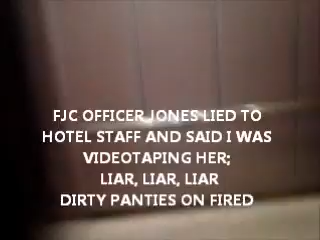 FJC OFFICER JONES LIED TO
HOTEL STAFF AND SAID I WAS
VIDEOTAPING HER;
LIAR, LIAR, LIAR
DIRTY PANTIES ON FIRED